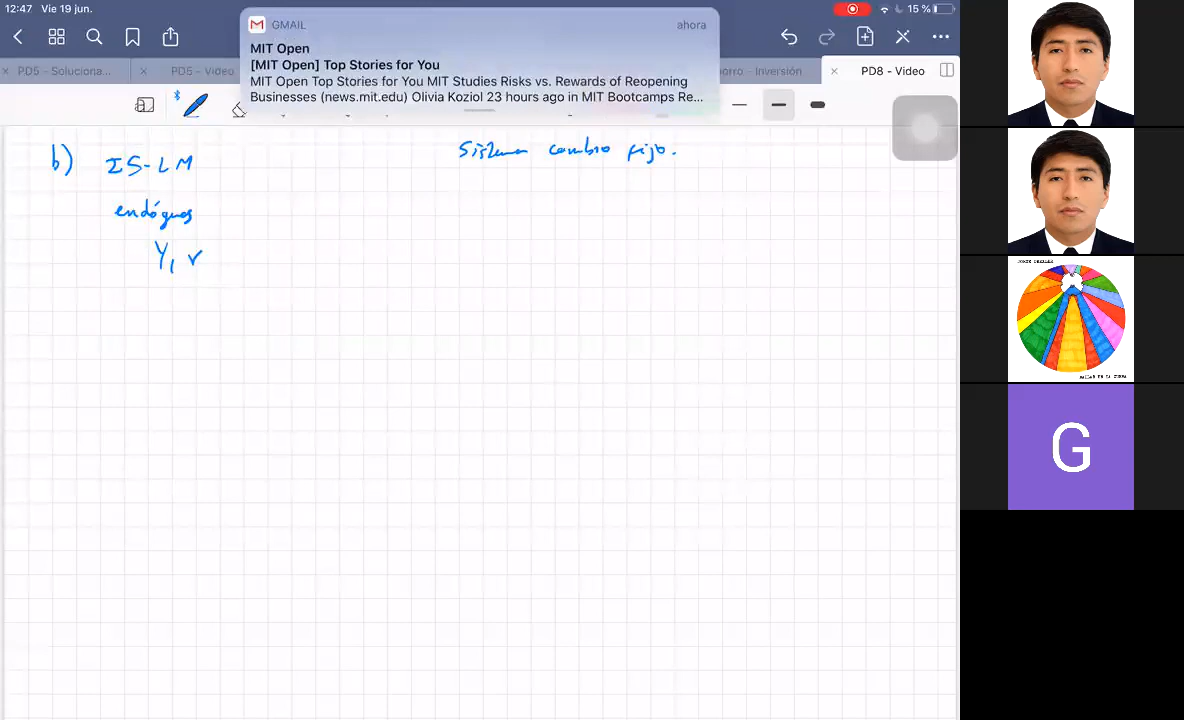 12:47 Vie 19 jun.
15 %
GMAIL
ahora
MIT Open
[MIT Open] Top Stories for You
MIT Open Top Stories for You MIT Studies Risks vs. Rewards of Reopening
Businesses (news.mit.edu) Olivia Koziol 23 hours ago in MIT Bootcamps Re...
PD5 - Soluciona...
PD5 - Video
orro - Inversión
PD8 - Video
b) IS-LM
Sistema cambio fijo.
endógenas
Y, r
G